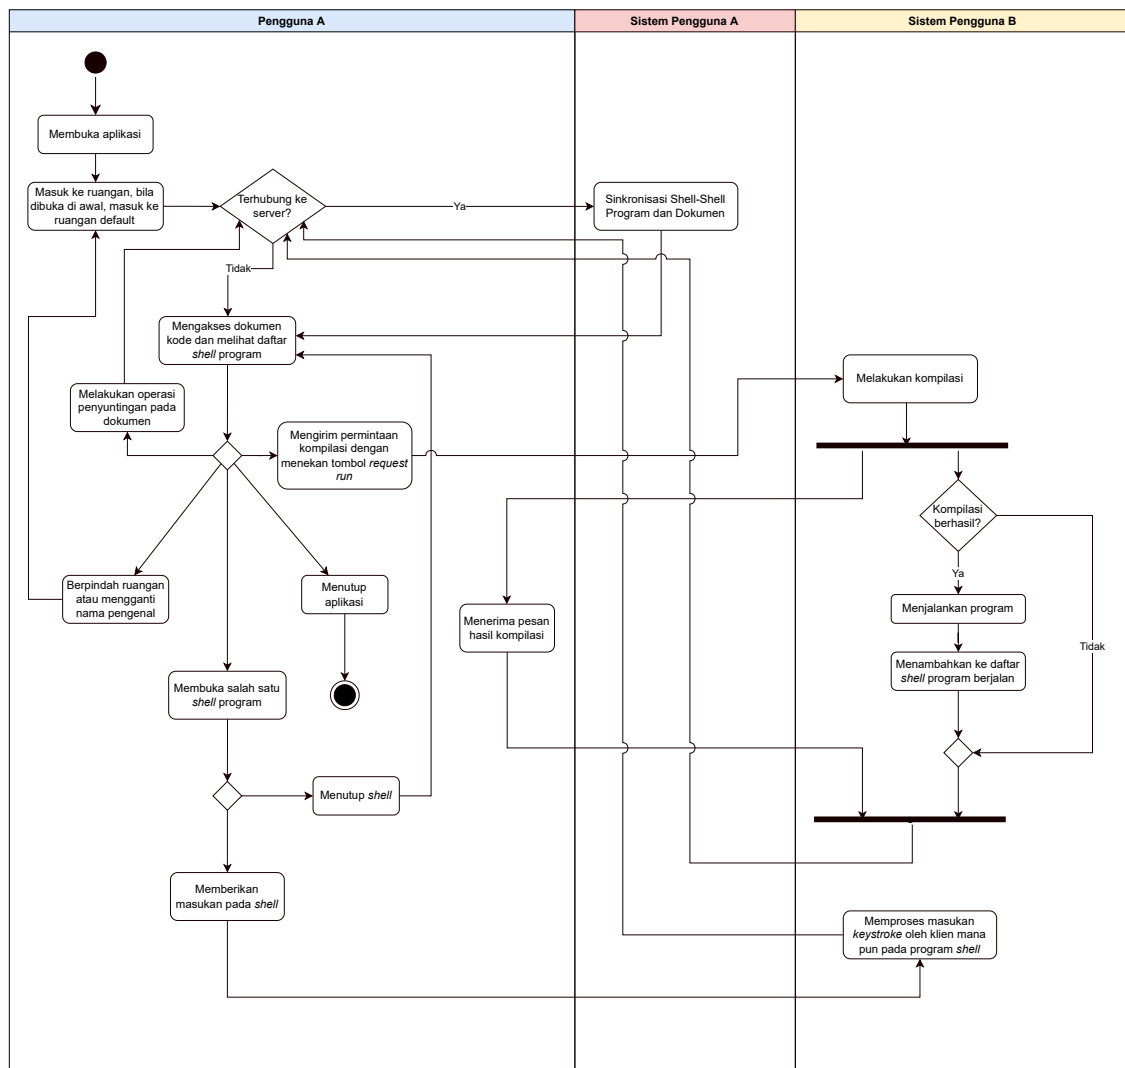 Pengguna A
Sistem Pengguna A
Sistem Pengguna B
Membuka aplikasi
Masuk ke ruangan, bila
dibuka di awal, masuk ke
ruangan default
Terhubung ke
server?
Ya
Sinkronisasi Shell-Shell
Program dan Dokumen
Tidak
Mengakses dokumen
kode dan melihat daftar
shell program
Melakukan operasi
penyuntingan pada
dokumen
Mengirim permintaan
kompilasi dengan
menekan tombol request
run
Melakukan kompilasi
Kompilasi
berhasil?
Ya
Tidak
Menjalankan program
Menambahkan ke daftar
shell program berjalan
Berpindah ruangan
atau mengganti
nama pengenal
Menutup
aplikasi
Menerima pesan
hasil kompilasi
Membuka salah satu
shell program
Menutup shell
Memberikan
masukan pada shell
Memproses masukan
keystroke oleh klien mana
pun pada program shell